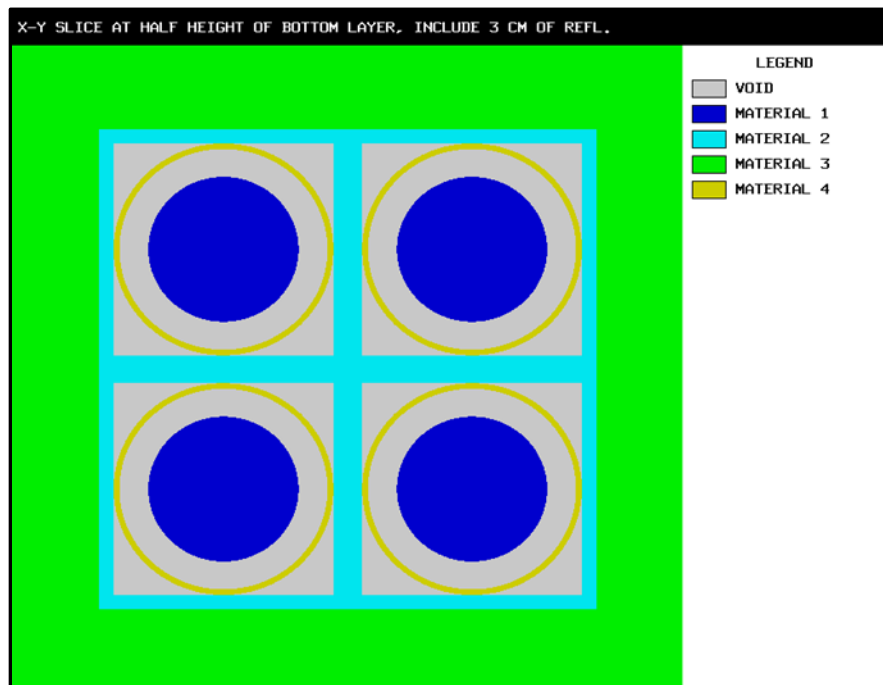 X-Y SLICE AT HALF HEIGHT OF BOTTOM LAYER, INCLUDE 3 CM OF REFL.
LEGEND
VOID
MATERIAL 1
MATERIAL 2
MATERIAL 3
MATERIAL 4